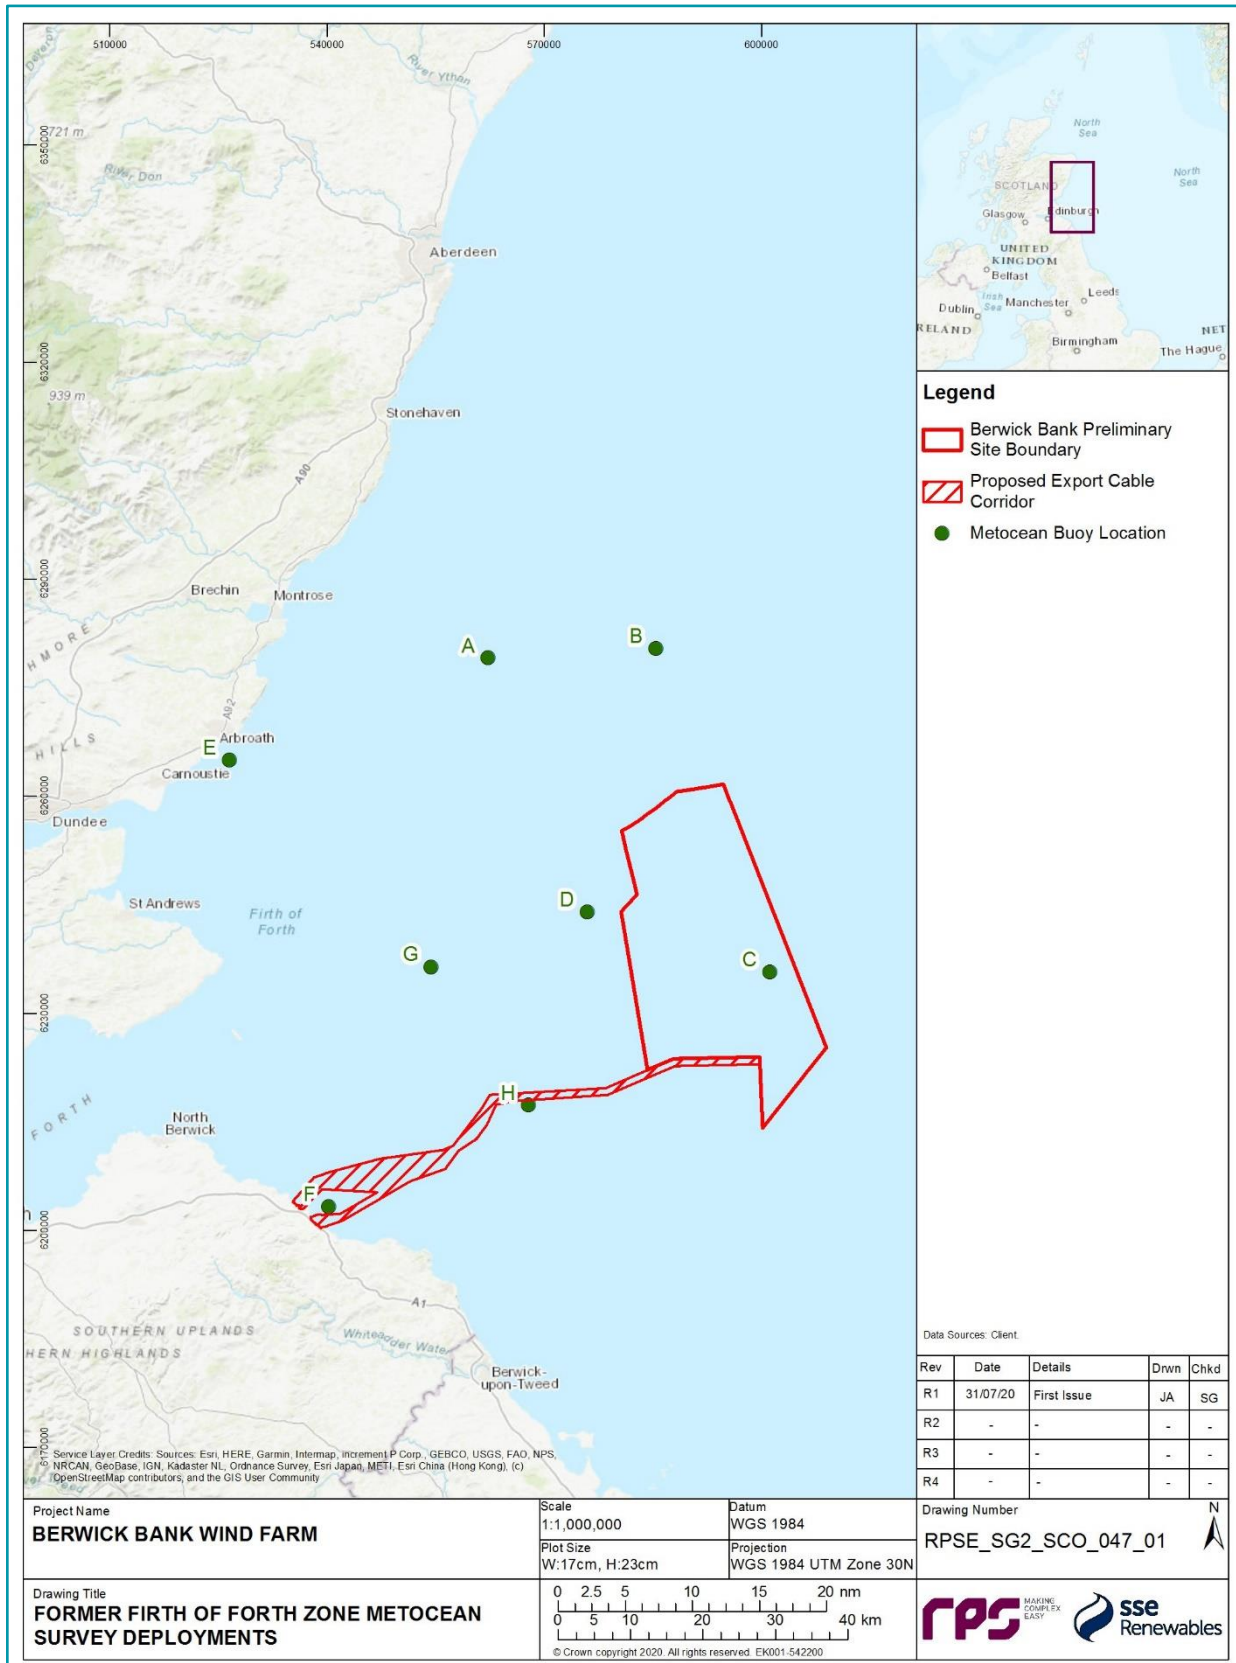 510000
540000
570000
600000
River Ythan
721 m
6350000
River Don
Aberdeen
6320000
939 m
Stonehaven
A90
6290000
Brechin
Montrose
HMORE
A
B
A92
HILLS
E
Arbroath
Carnoustie
6260000
Dundee
St Andrews
Firth of
Forth
D
G
C
6230000
FORTH
H
North
Berwick
F
6200000
A1
SOUTHERN UPLANDS
HERN HIGHLANDS
Whiteadder Water
Berwick-
upon-Tweed
6170000
Service Layer Credits: Sources: Esri, HERE, Garmin, Intermap, increment P Corp., GEBCO, USGS, FAO, NPS,
NRCAN, GeoBase, IGN, Kadaster NL, Ordnance Survey, Esri Japan, METI, Esri China (Hong Kong), (c)
OpenStreetMap contributors, and the GIS User Community
North
Sea
North
Sea
SCOTLAND
Glasgow
Edinburgh
UNITED
KINGDOM
Belfast
Irish
Sea
Leeds
Manchester
Dublin
RELAND
NET
Birmingham
The Hague
Legend
Berwick Bank Preliminary
Site Boundary
Proposed Export Cable
Corridor
Metocean Buoy Location
Data Sources: Client.
Rev Date Details Drwn Chkd
R1 31/07/20 First Issue JA SG
R2 - - - -
R3 - - - -
R4 - - - -
Project Name
BERWICK BANK WIND FARM
Scale
1:1,000,000
Datum
WGS 1984
Plot Size
W:17cm, H:23cm
Projection
WGS 1984 UTM Zone 30N
Drawing Number
RPSE_SG2_SCO_047_01
N
Drawing Title
FORMER FIRTH OF FORTH ZONE METOCEAN
SURVEY DEPLOYMENTS
0 2.5 5 10 15 20 nm
0 5 10 20 30 40 km
© Crown copyright 2020. All rights reserved. EK001-542200
rps
MAKING
COMPLEX
EASY
sse
Renewables